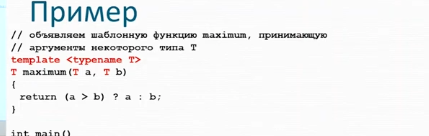 Пример
// объявляем шаблонную функцию maximum, принимающую
// аргументы некоторого типа T
template <typename T>
T maximum(T a, T b)
{
return (a > b) ? a : b;
}
int main()